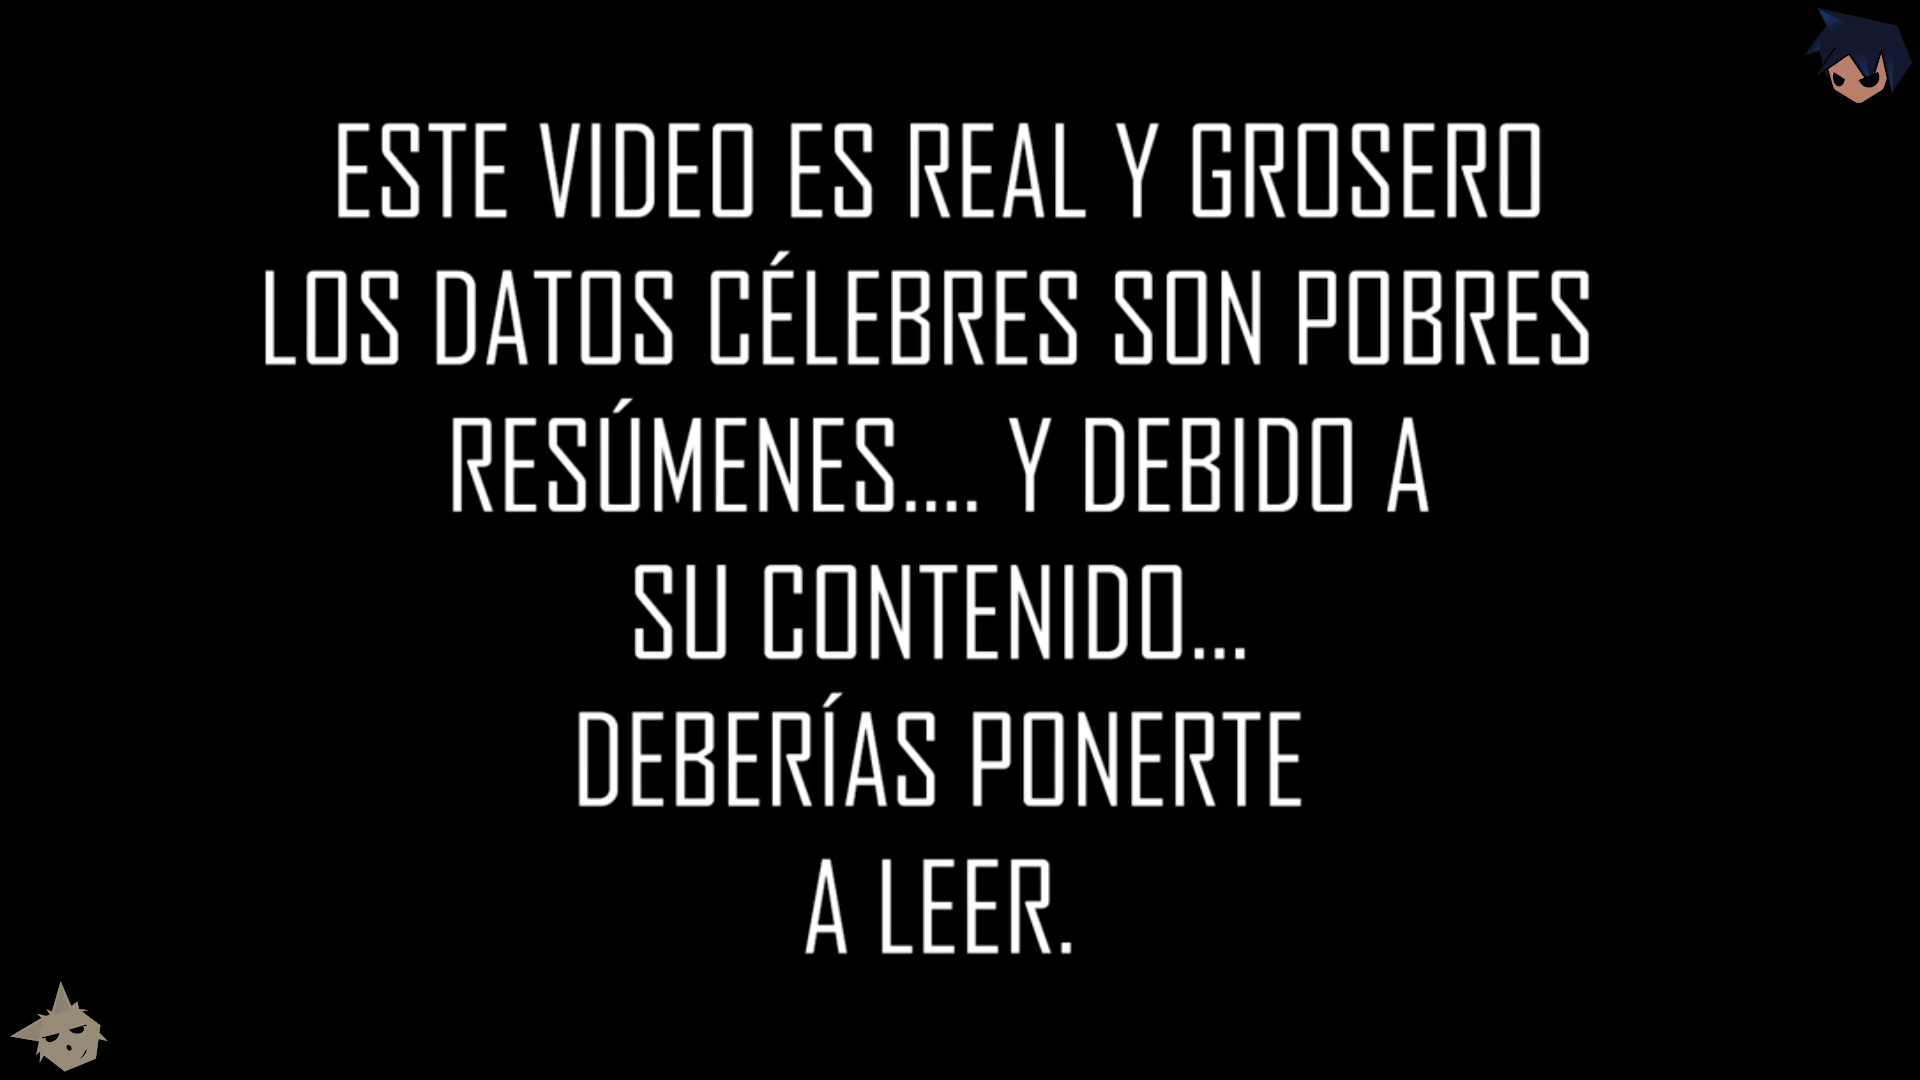 ESTE VIDEO ES REAL Y GROSERO
LOS DATOS CÉLEBRES SON POBRES
RESÚMENES.... Y DEBIDO A
SU CONTENIDO...
DEBERÍAS PONERTE
A LEER.